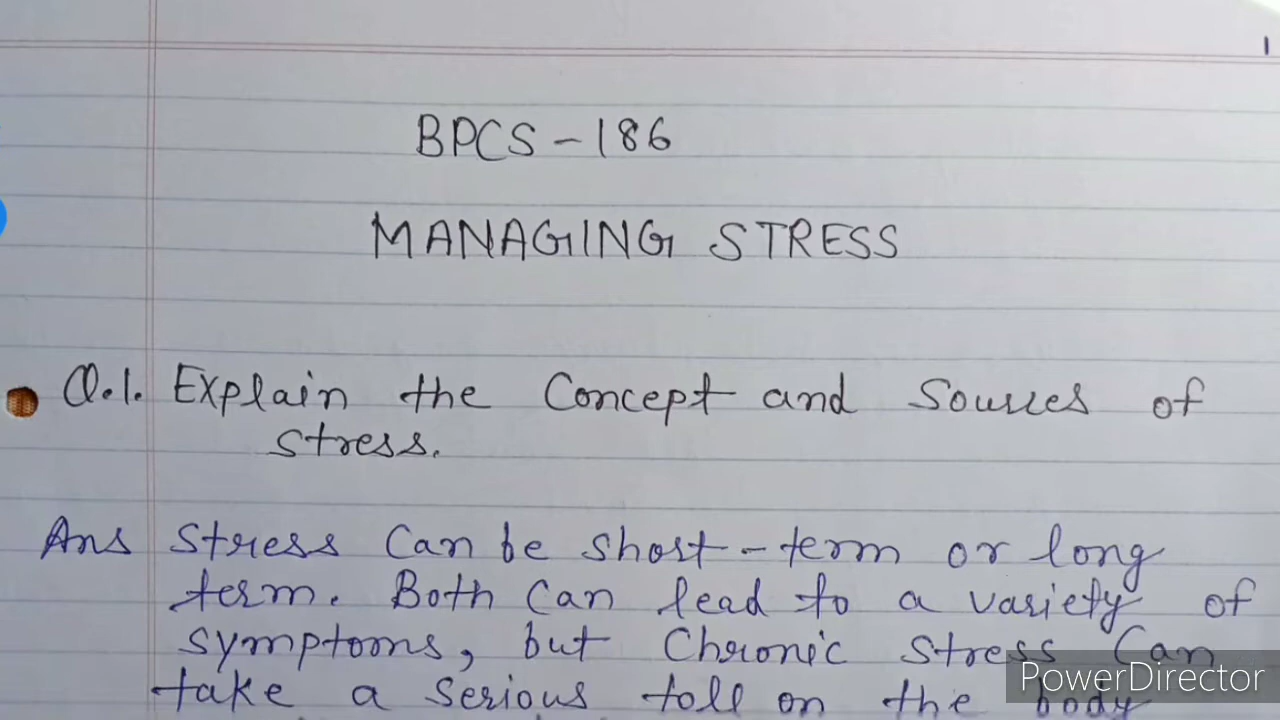 1
BPCS - 186
MANAGING STRESS
Q.1. Explain the Concept and Sources of
stress.
Ans Stress Can be short-term or long
term. Both Can lead to a variety of
symptoms, but Chronic stress Can
take a serious toll on the body
PowerDirector